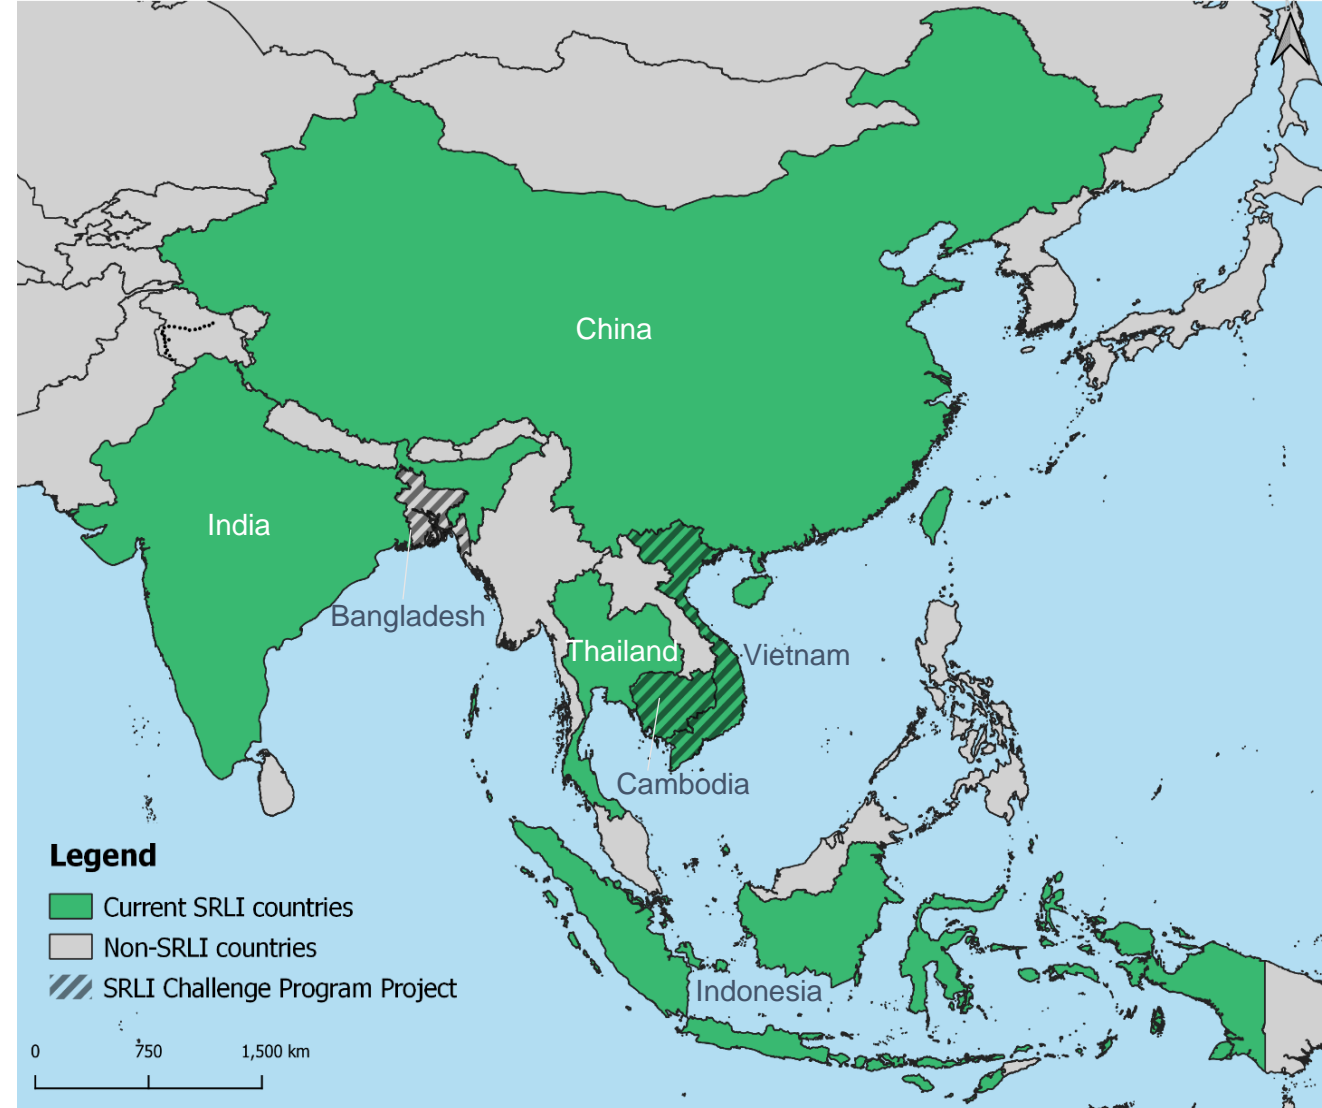 China
India
Bangladesh
Thailand
Vietnam
Cambodia
Indonesia
Legend
Current SRLI countries
Non-SRLI countries
SRLI Challenge Program Project
0 750 1,500 km